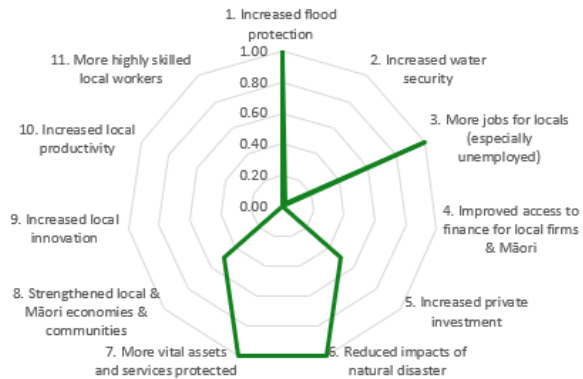 1. Increased flood
protection
1.00
0.80
0.60
0.40
0.20
0.00
2. Increased water
security
3. More jobs for locals
(especially
unemployed)
4. Improved access to
finance for local firms
& Māori
5. Increased private
investment
6. Reduced impacts of
natural disaster
7. More vital assets
and services protected
8. Strengthened local &
Māori economies &
communities
9. Increased local
innovation
10. Increased local
productivity
11. More highly skilled
local workers